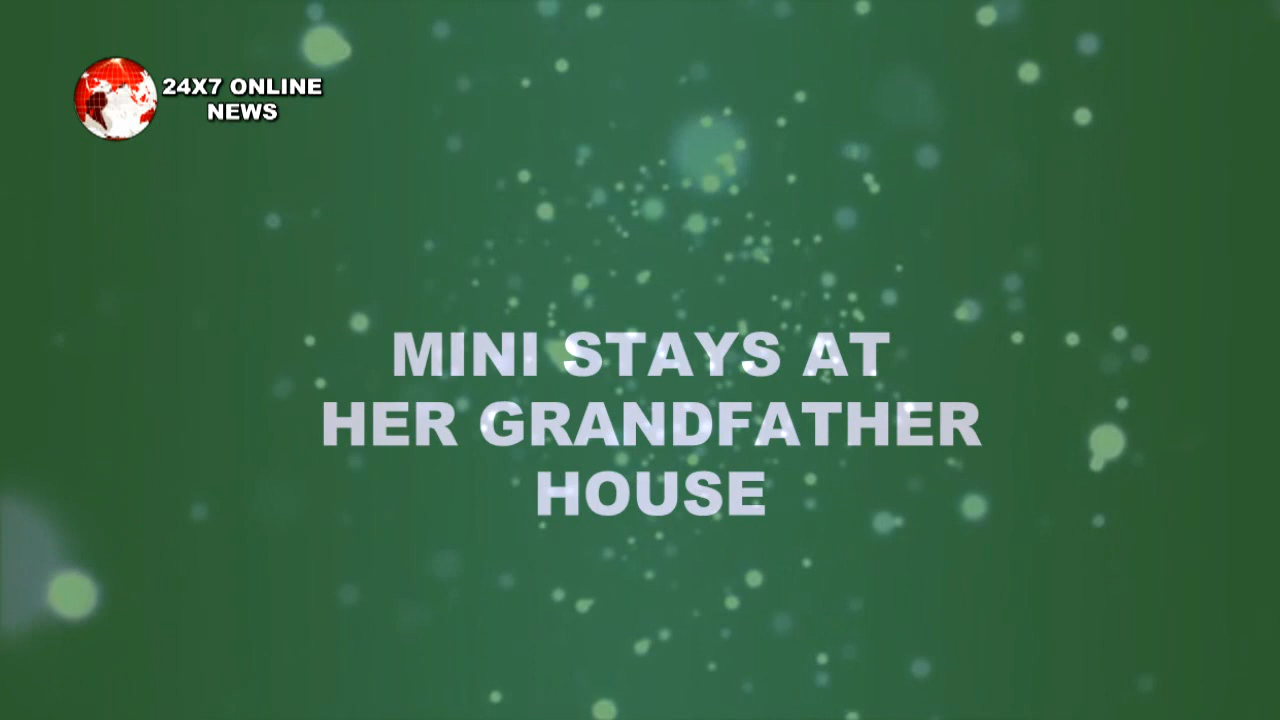 24X7 ONLINE
NEWS
MINI STAYS AT
HER GRANDFATHER
HOUSE